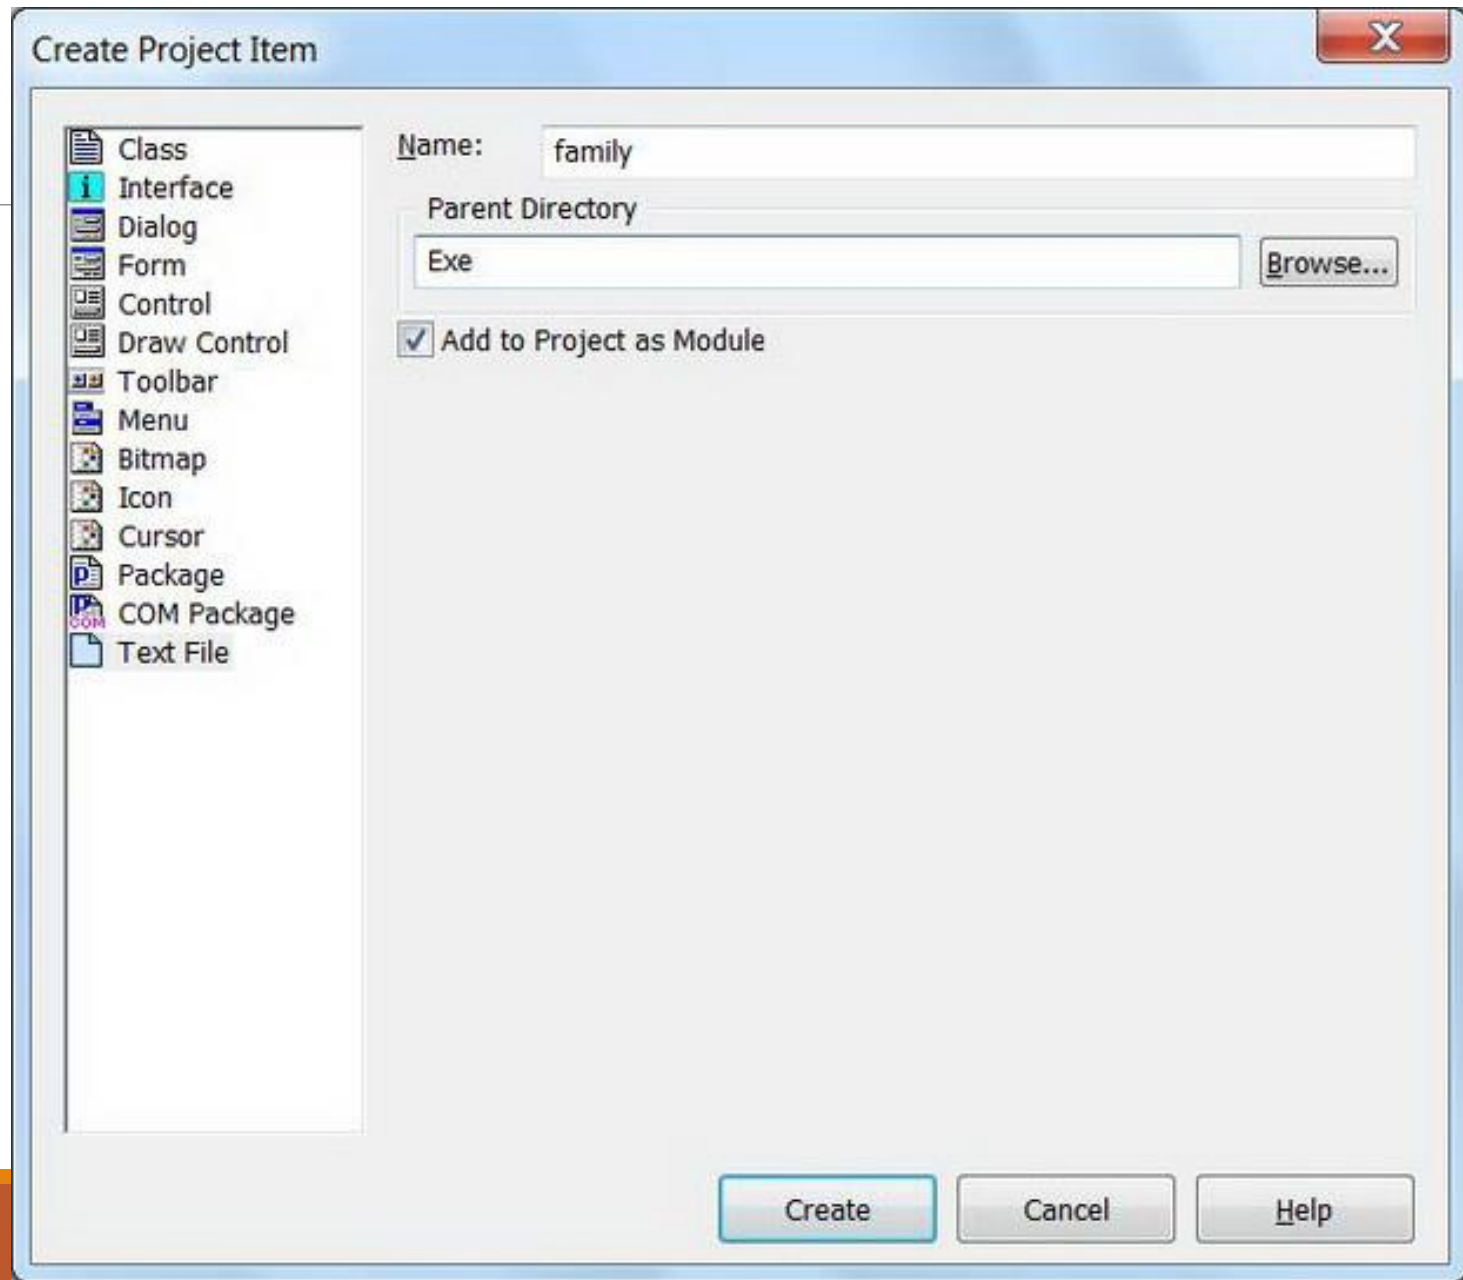 Create Project Item
Class
Interface
Dialog
Form
Control
Draw Control
Toolbar
Menu
Bitmap
Icon
Cursor
Package
COM Package
Text File
Name: family
Parent Directory
Exe Browse...
Add to Project as Module
Create Cancel Help